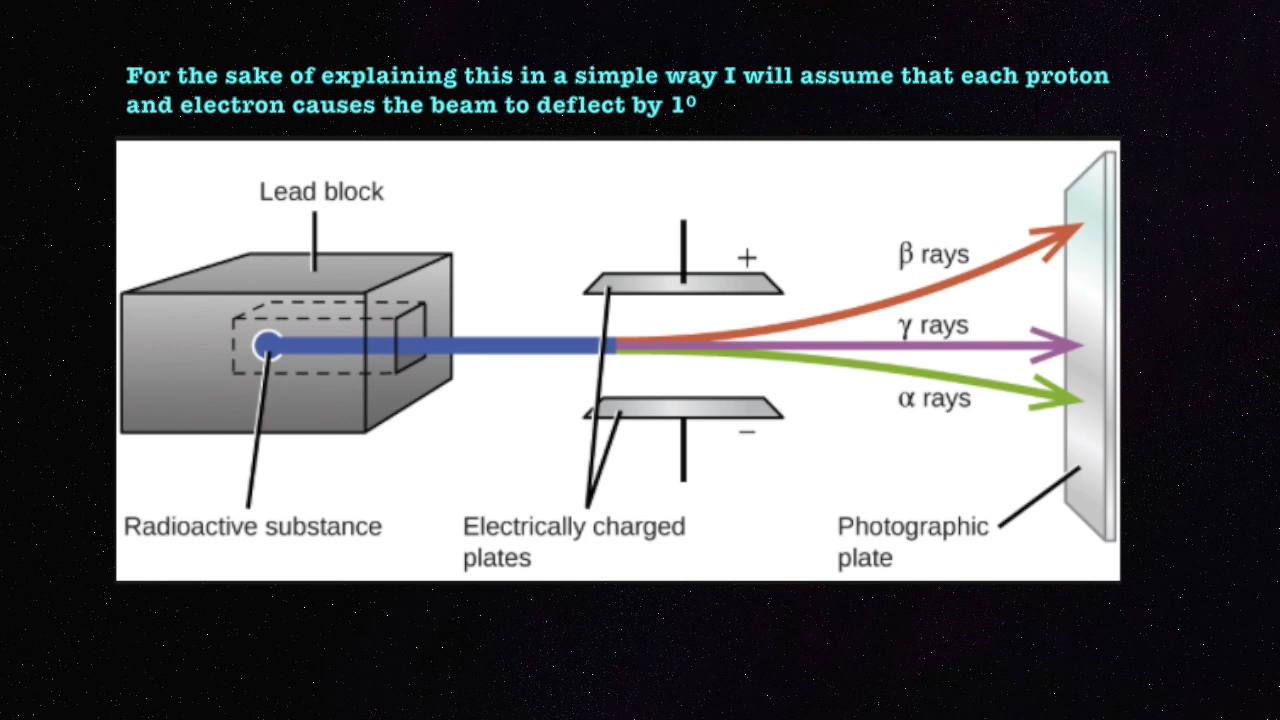 For the sake of explaining this in a simple way I will assume that each proton
and electron causes the beam to deflect by 1⁰
Lead block
+
β rays
γ rays
α rays
−
Radioactive substance
Electrically charged
plates
Photographic
plate